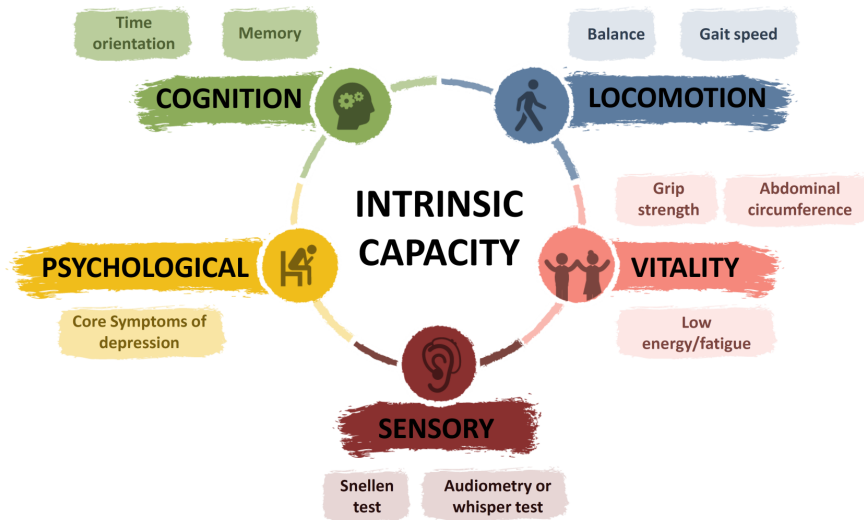 Time
orientation
Memory
COGNITION
Balance
Gait speed
LOCOMOTION
INTRINSIC
CAPACITY
Grip
strength
Abdominal
circumference
VITALITY
Low
energy/fatigue
PSYCHOLOGICAL
Core Symptoms of
depression
SENSORY
Snellen
test
Audiometry or
whisper test